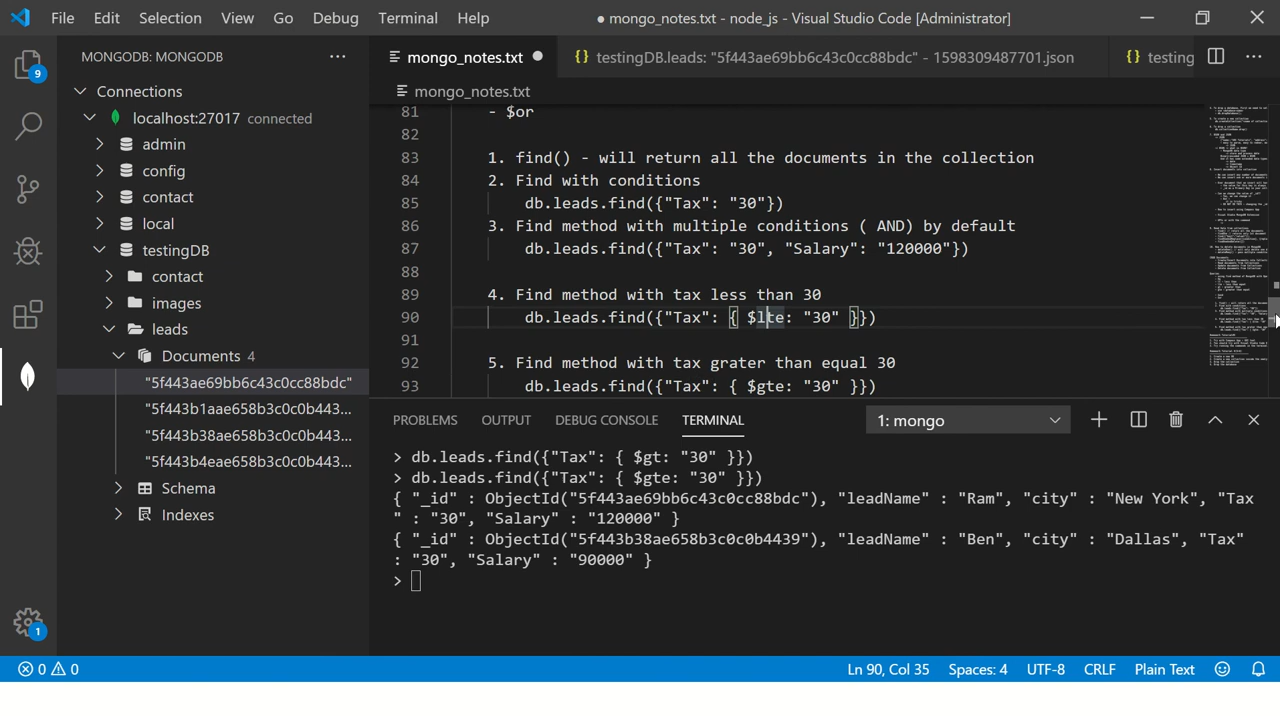 File Edit Selection View Go Debug Terminal Help
● mongo_notes.txt - node_js - Visual Studio Code [Administrator]
MONGODB: MONGODB
Connections
localhost:27017 connected
admin
config
contact
local
testingDB
contact
images
leads
Documents 4
"5f443ae69bb6c43c0cc88bdc"
"5f443b1aae658b3c0c0b443...
"5f443b38ae658b3c0c0b443...
"5f443b4eae658b3c0c0b443...
Schema
Indexes
9
1
mongo_notes.txt
{} testingDB.leads: "5f443ae69bb6c43c0cc88bdc" - 1598309487701.json
{} testing
mongo_notes.txt
81 - $or
82
83 1. find() - will return all the documents in the collection
84 2. Find with conditions
85 db.leads.find({"Tax": "30"})
86 3. Find method with multiple conditions ( AND) by default
87 db.leads.find({"Tax": "30", "Salary": "120000"})
88
89 4. Find method with tax less than 30
90 db.leads.find({"Tax": { $lte: "30" }})
91
92 5. Find method with tax grater than equal 30
93 db.leads.find({"Tax": { $gte: "30" }})
PROBLEMS OUTPUT DEBUG CONSOLE TERMINAL
1: mongo
> db.leads.find({"Tax": { $gt: "30" }})
> db.leads.find({"Tax": { $gte: "30" }})
{ "_id" : ObjectId("5f443ae69bb6c43c0cc88bdc"), "leadName" : "Ram", "city" : "New York", "Tax
" : "30", "Salary" : "120000" }
{ "_id" : ObjectId("5f443b38ae658b3c0c0b4439"), "leadName" : "Ben", "city" : "Dallas", "Tax"
: "30", "Salary" : "90000" }
>
0 0
Ln 90, Col 35 Spaces: 4 UTF-8 CRLF Plain Text